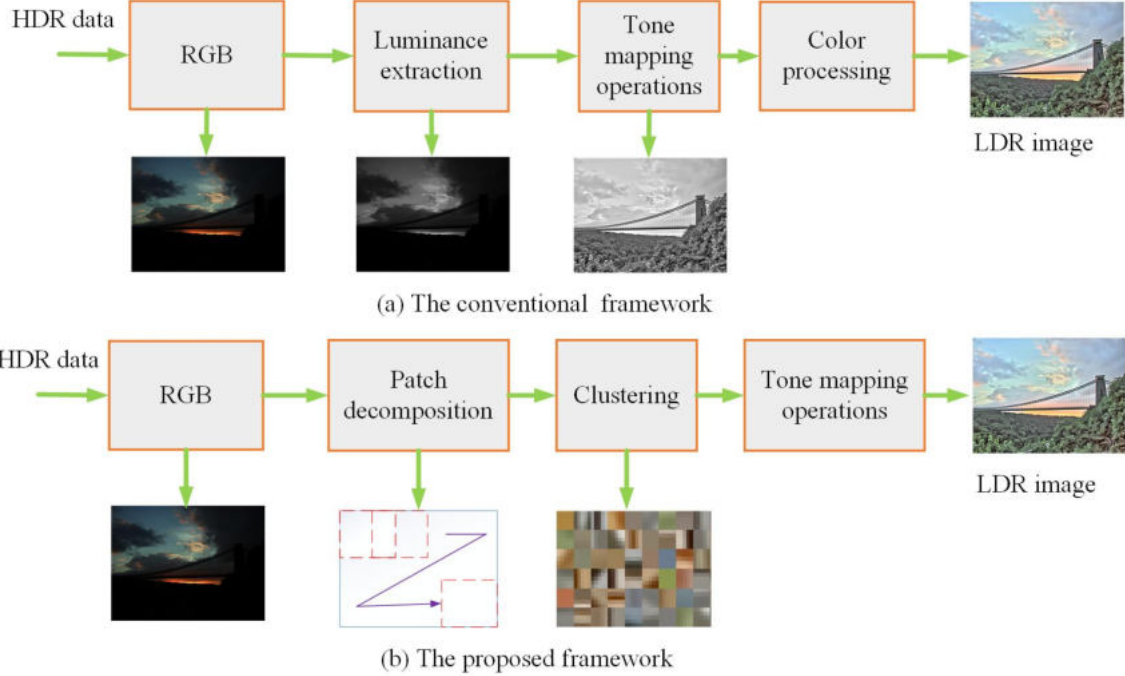 HDR data
RGB
Luminance
extraction
Tone
mapping
operations
Color
processing
LDR image
(a) The conventional framework
HDR data
RGB
Patch
decomposition
Clustering
Tone mapping
operations
LDR image
(b) The proposed framework